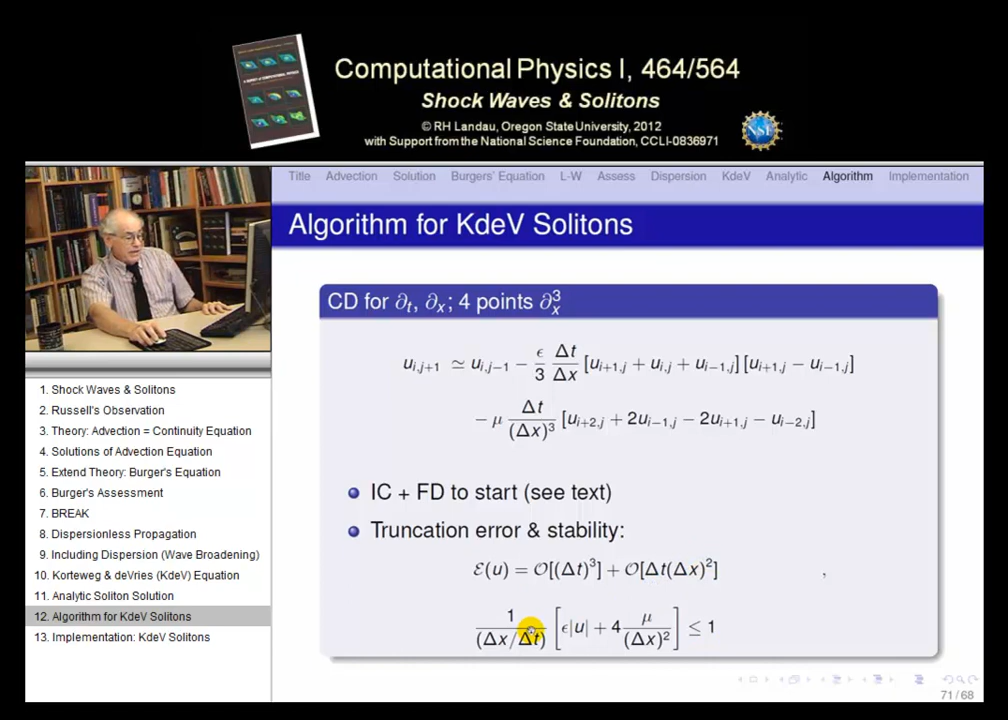 Computational Physics I, 464/564
Shock Waves & Solitons
© RH Landau, Oregon State University, 2012
with Support from the National Science Foundation, CCLI-0836971
NSF
Title Advection Solution Burgers' Equation L-W Assess Dispersion KdeV Analytic Algorithm Implementation
Algorithm for KdeV Solitons
CD for ∂ₜ, ∂ₓ; 4 points ∂ₓ³
u_{i,j+1} ≃ u_{i,j−1} − ϵ/3 Δt/Δx [u_{i+1,j} + u_{i,j} + u_{i−1,j}] [u_{i+1,j} − u_{i−1,j}]
− μ Δt/(Δx)³ [u_{i+2,j} + 2u_{i−1,j} − 2u_{i+1,j} − u_{i−2,j}]
IC + FD to start (see text)
Truncation error & stability:
ℰ(u) = 𝒪[(Δt)³] + 𝒪[Δt(Δx)²] ,
1/(Δx/Δt) [ϵ|u| + 4 μ/(Δx)²] ≤ 1
71/68
1. Shock Waves & Solitons
2. Russell's Observation
3. Theory: Advection = Continuity Equation
4. Solutions of Advection Equation
5. Extend Theory: Burger's Equation
6. Burger's Assessment
7. BREAK
8. Dispersionless Propagation
9. Including Dispersion (Wave Broadening)
10. Korteweg & deVries (KdeV) Equation
11. Analytic Soliton Solution
12. Algorithm for KdeV Solitons
13. Implementation: KdeV Solitons